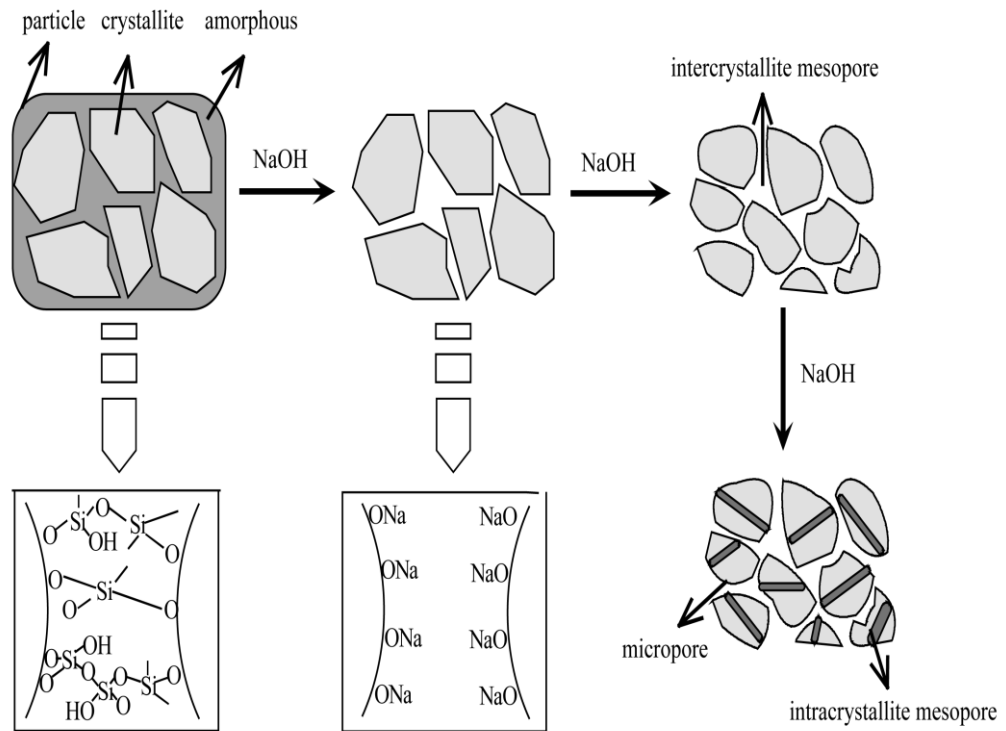 particle crystallite amorphous
intercrystallite mesopore
NaOH
NaOH
NaOH
O Si O Si O
OH
O Si O
O
O Si OH
O O Si O Si O
HO O
ONa NaO
ONa NaO
ONa NaO
ONa NaO
micropore
intracrystallite mesopore